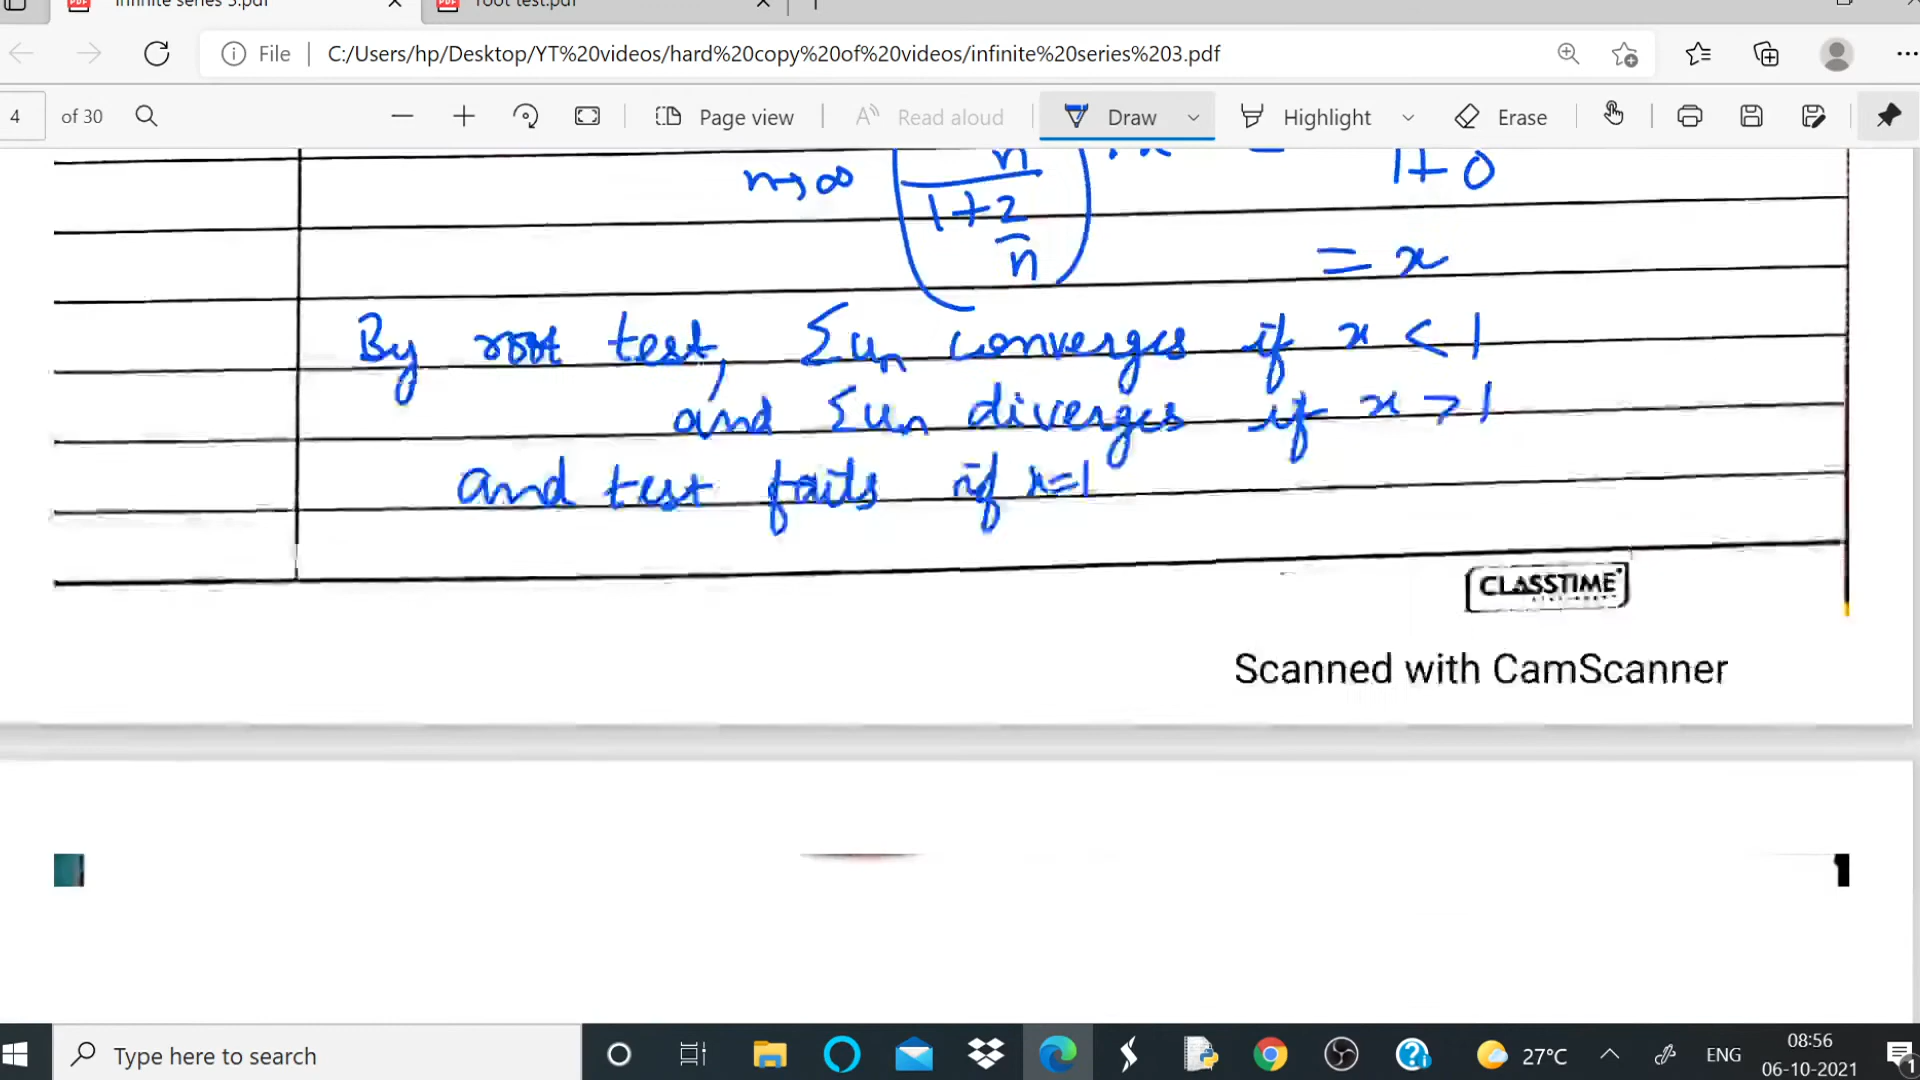 infinite series 3.pdf
root test.pdf
File C:/Users/hp/Desktop/YT%20videos/hard%20copy%20of%20videos/infinite%20series%203.pdf
4 of 30 Page view Read aloud Draw Highlight Erase
n→∞ ( n / 1+2/n ) . x = 1+0
= x
By root test, Σun converges if x < 1
and Σun diverges if x > 1
and test fails if x=1
CLASSTIME
Scanned with CamScanner
Type here to search
27°C ENG 08:56
06-10-2021
1